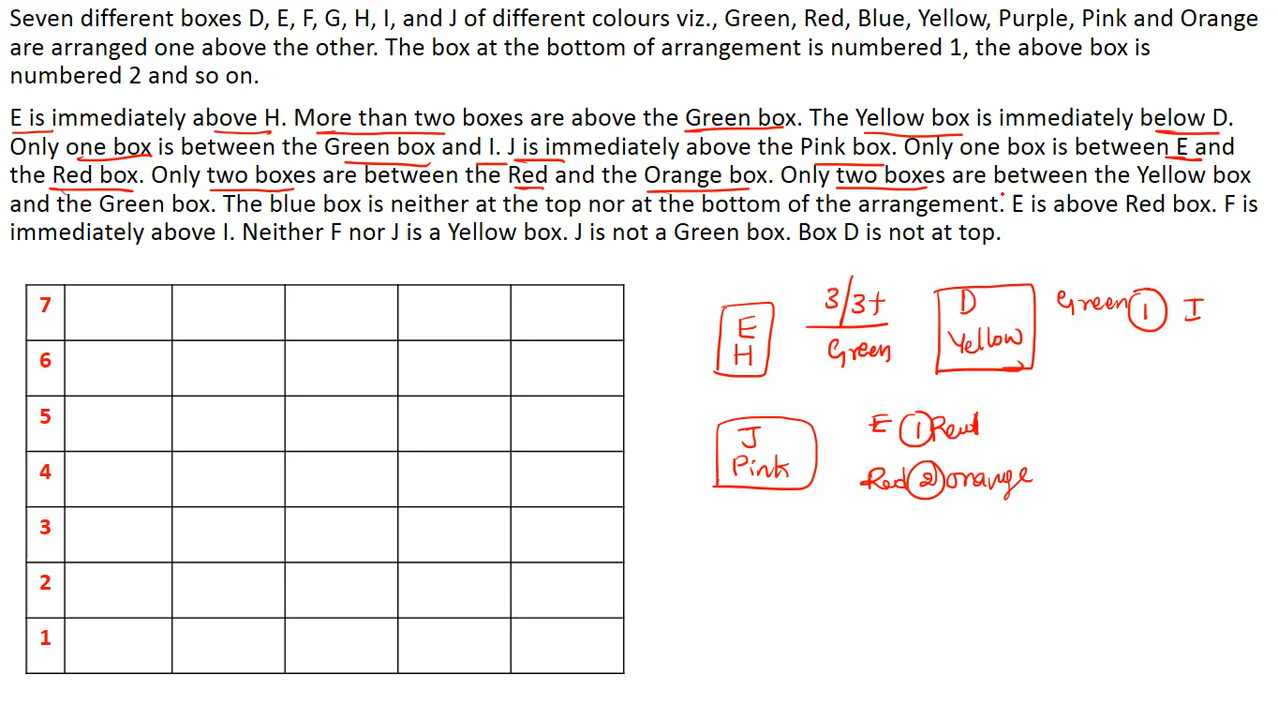 Seven different boxes D, E, F, G, H, I, and J of different colours viz., Green, Red, Blue, Yellow, Purple, Pink and Orange
are arranged one above the other. The box at the bottom of arrangement is numbered 1, the above box is
numbered 2 and so on.
E is immediately above H. More than two boxes are above the Green box. The Yellow box is immediately below D.
Only one box is between the Green box and I. J is immediately above the Pink box. Only one box is between E and
the Red box. Only two boxes are between the Red and the Orange box. Only two boxes are between the Yellow box
and the Green box. The blue box is neither at the top nor at the bottom of the arrangement. E is above Red box. F is
immediately above I. Neither F nor J is a Yellow box. J is not a Green box. Box D is not at top.
7
6
5
4
3
2
1
E
H
3/3+
Green
D
Yellow
Green 1 I
J
Pink
E 1 Red
Red 2 orange